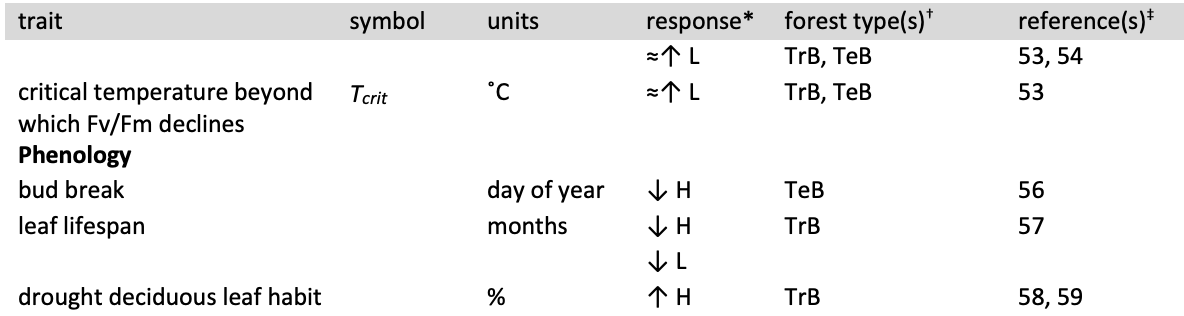 trait symbol units response* forest type(s)† reference(s)‡
≈↑ L TrB, TeB 53, 54
critical temperature beyond Tcrit ˚C ≈↑ L TrB, TeB 53
which Fv/Fm declines
Phenology
bud break day of year ↓ H TeB 56
leaf lifespan months ↓ H TrB 57
↓ L
drought deciduous leaf habit % ↑ H TrB 58, 59